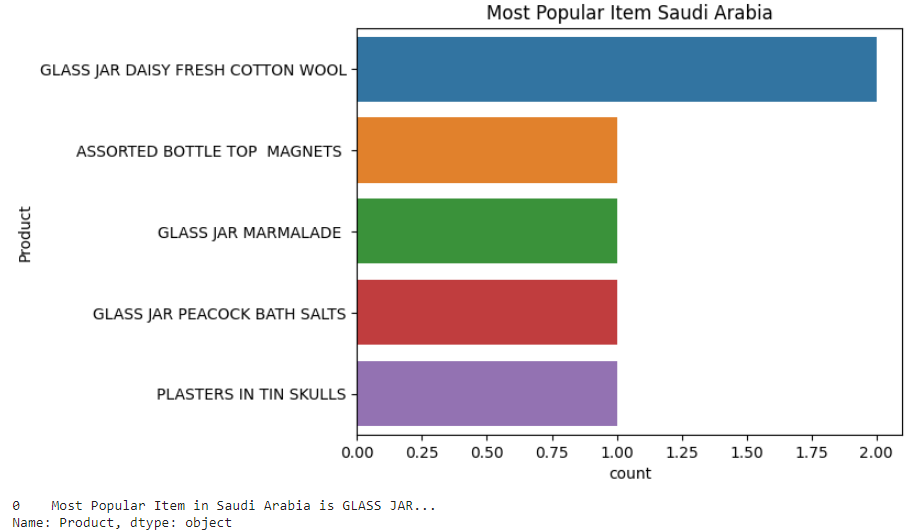 Most Popular Item Saudi Arabia
GLASS JAR DAISY FRESH COTTON WOOL
ASSORTED BOTTLE TOP  MAGNETS
GLASS JAR MARMALADE
GLASS JAR PEACOCK BATH SALTS
PLASTERS IN TIN SKULLS
Product
0.00 0.25 0.50 0.75 1.00 1.25 1.50 1.75 2.00
count
0    Most Popular Item in Saudi Arabia is GLASS JAR...
Name: Product, dtype: object